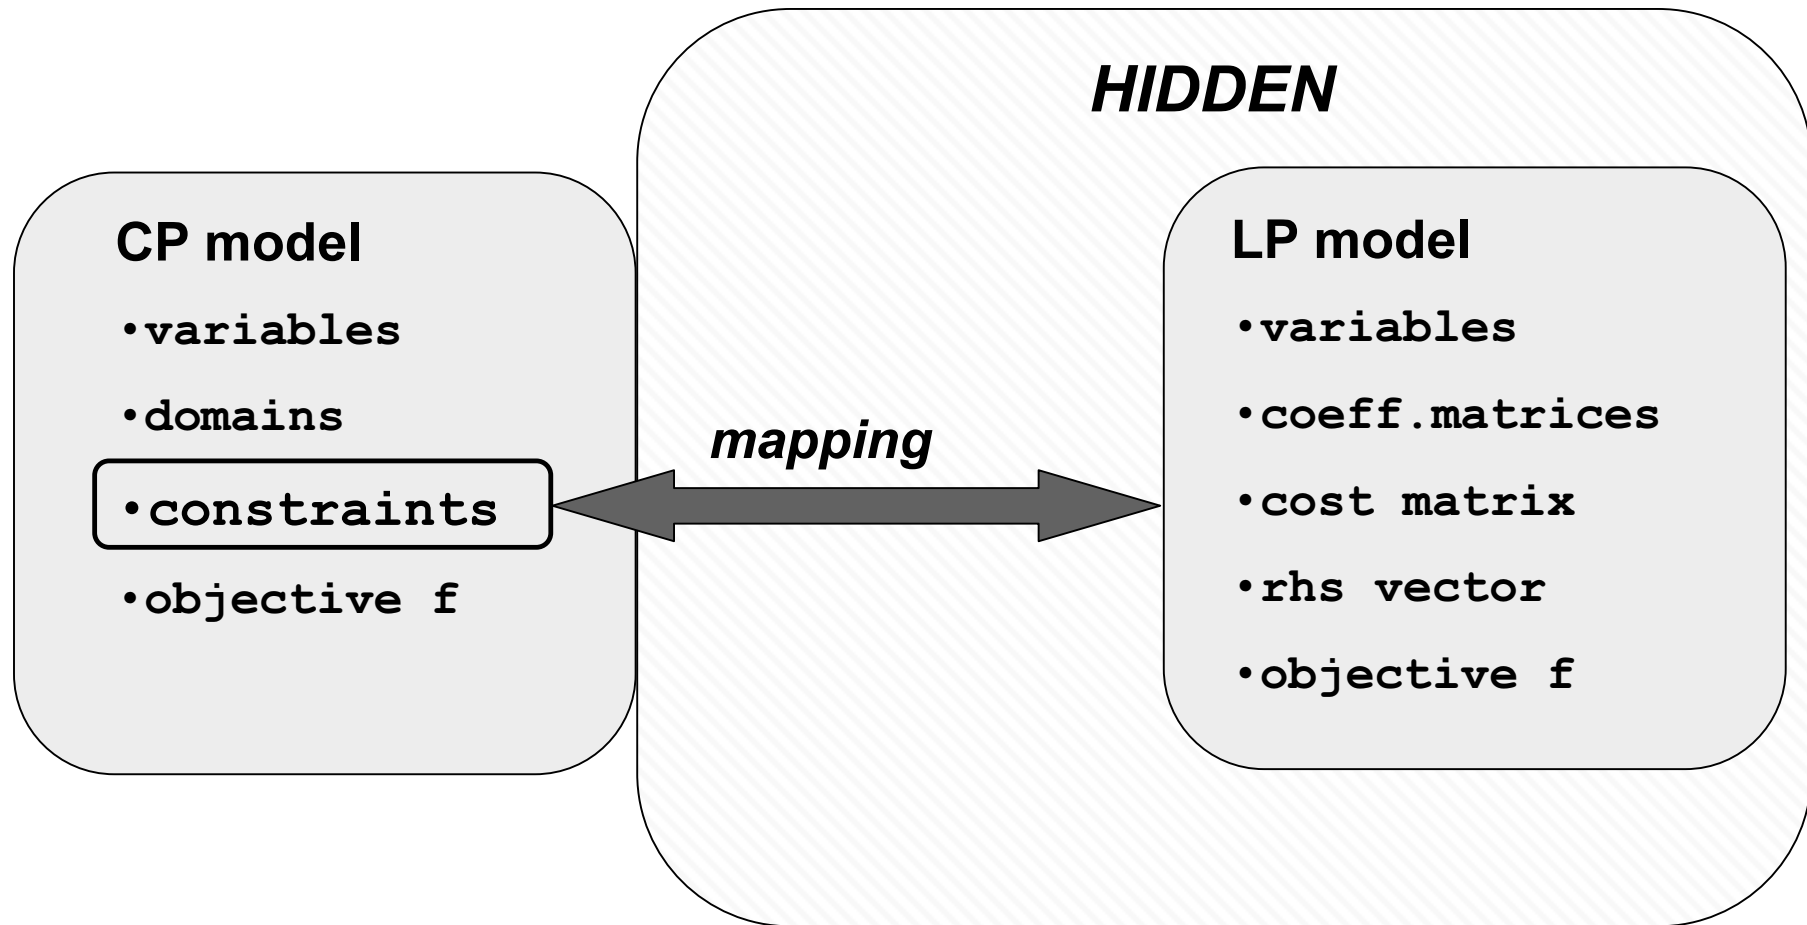 HIDDEN
CP model
•variables
•domains
•constraints
•objective f
mapping
LP model
•variables
•coeff.matrices
•cost matrix
•rhs vector
•objective f